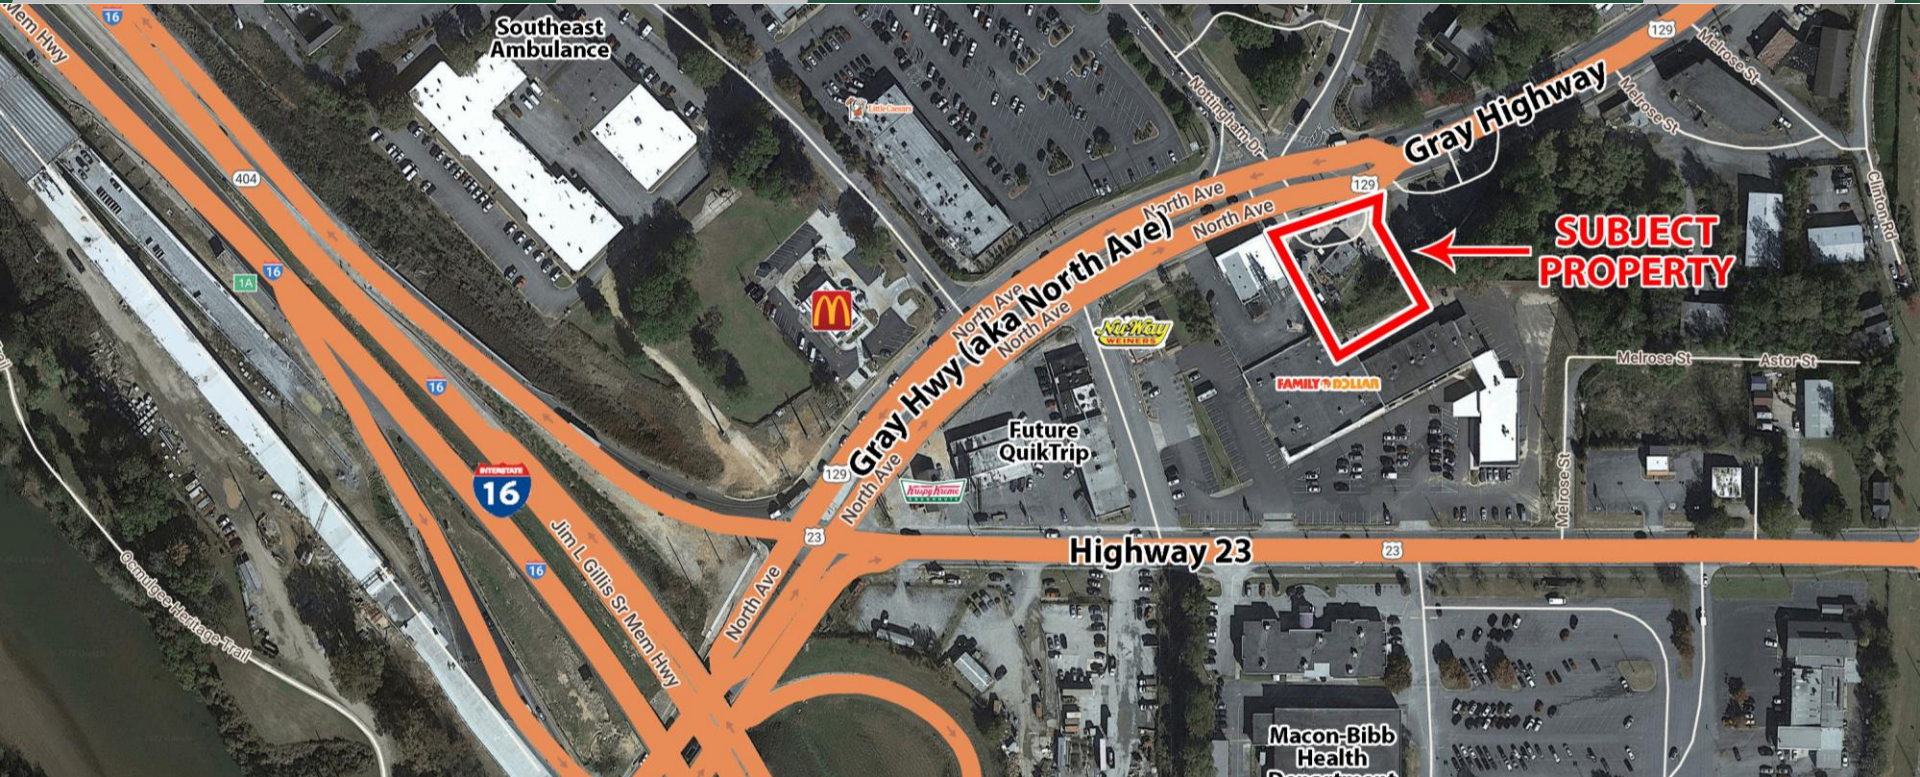 16
Mem Hwy
Southeast
Ambulance
129
Melrose St
Little Caesars
Nottingham Dr
Melrose St
Gray Highway
404
129
North Ave
North Ave
Clinton Rd
SUBJECT
PROPERTY
16
1A
Gray Hwy (aka North Ave)
North Ave
North Ave
M
Nu-Way
WEINERS
Melrose St
Astor St
16
FAMILY DOLLAR
Future
QuikTrip
129
North Ave
INTERSTATE
16
Krispy Kreme
DOUGHNUTS
Melrose St
23
Highway 23
23
Jim L Gillis Sr Mem Hwy
16
North Ave
Ocmulgee Heritage Trail
Macon-Bibb
Health
Department